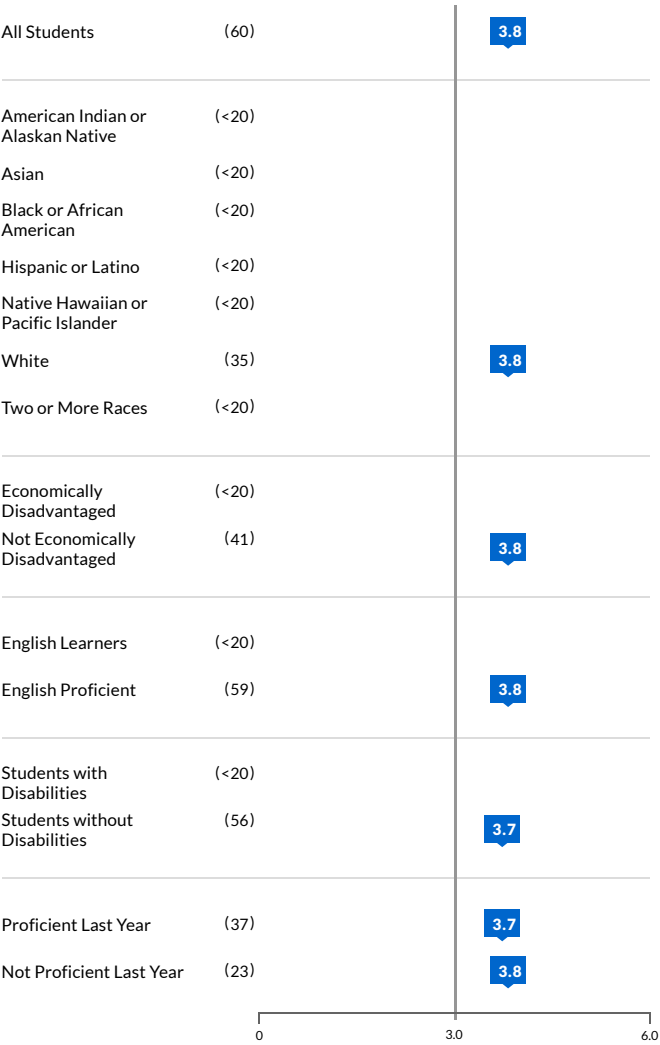 All Students (60) 3.8
American Indian or (<20)
Alaskan Native
Asian (<20)
Black or African (<20)
American
Hispanic or Latino (<20)
Native Hawaiian or (<20)
Pacific Islander
White (35) 3.8
Two or More Races (<20)
Economically (<20)
Disadvantaged
Not Economically (41) 3.8
Disadvantaged
English Learners (<20)
English Proficient (59) 3.8
Students with (<20)
Disabilities
Students without (56) 3.7
Disabilities
Proficient Last Year (37) 3.7
Not Proficient Last Year (23) 3.8
0 3.0 6.0